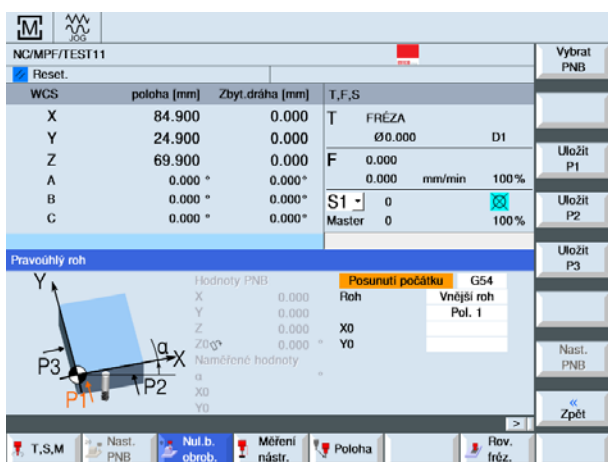 M JOG
NC/MPF/TEST11
Reset.
WCS poloha [mm] Zbyt.dráha [mm]
X 84.900 0.000
Y 24.900 0.000
Z 69.900 0.000
A 0.000 ° 0.000°
B 0.000 ° 0.000°
C 0.000 ° 0.000°
T,F,S
T FRÉZA
Ø0.000 D1
F 0.000
0.000 mm/min 100%
S1 0
Master 0 100%
Pravoúhlý roh
Y
α
X
P3
P1
P2
Hodnoty PNB
X 0.000
Y 0.000
Z 0.000
Z0 0.000 °
Naměřené hodnoty
α °
X0
Y0
Posunutí počátku G54
Roh Vnější roh
Pol. 1
X0
Y0
>
Vybrat
PNB
Uložit
P1
Uložit
P2
Uložit
P3
Nast.
PNB
«
Zpět
T,S,M
Nast.
PNB
Nul.b.
obrob.
Měření
nástr.
Poloha
Rov.
fréz.